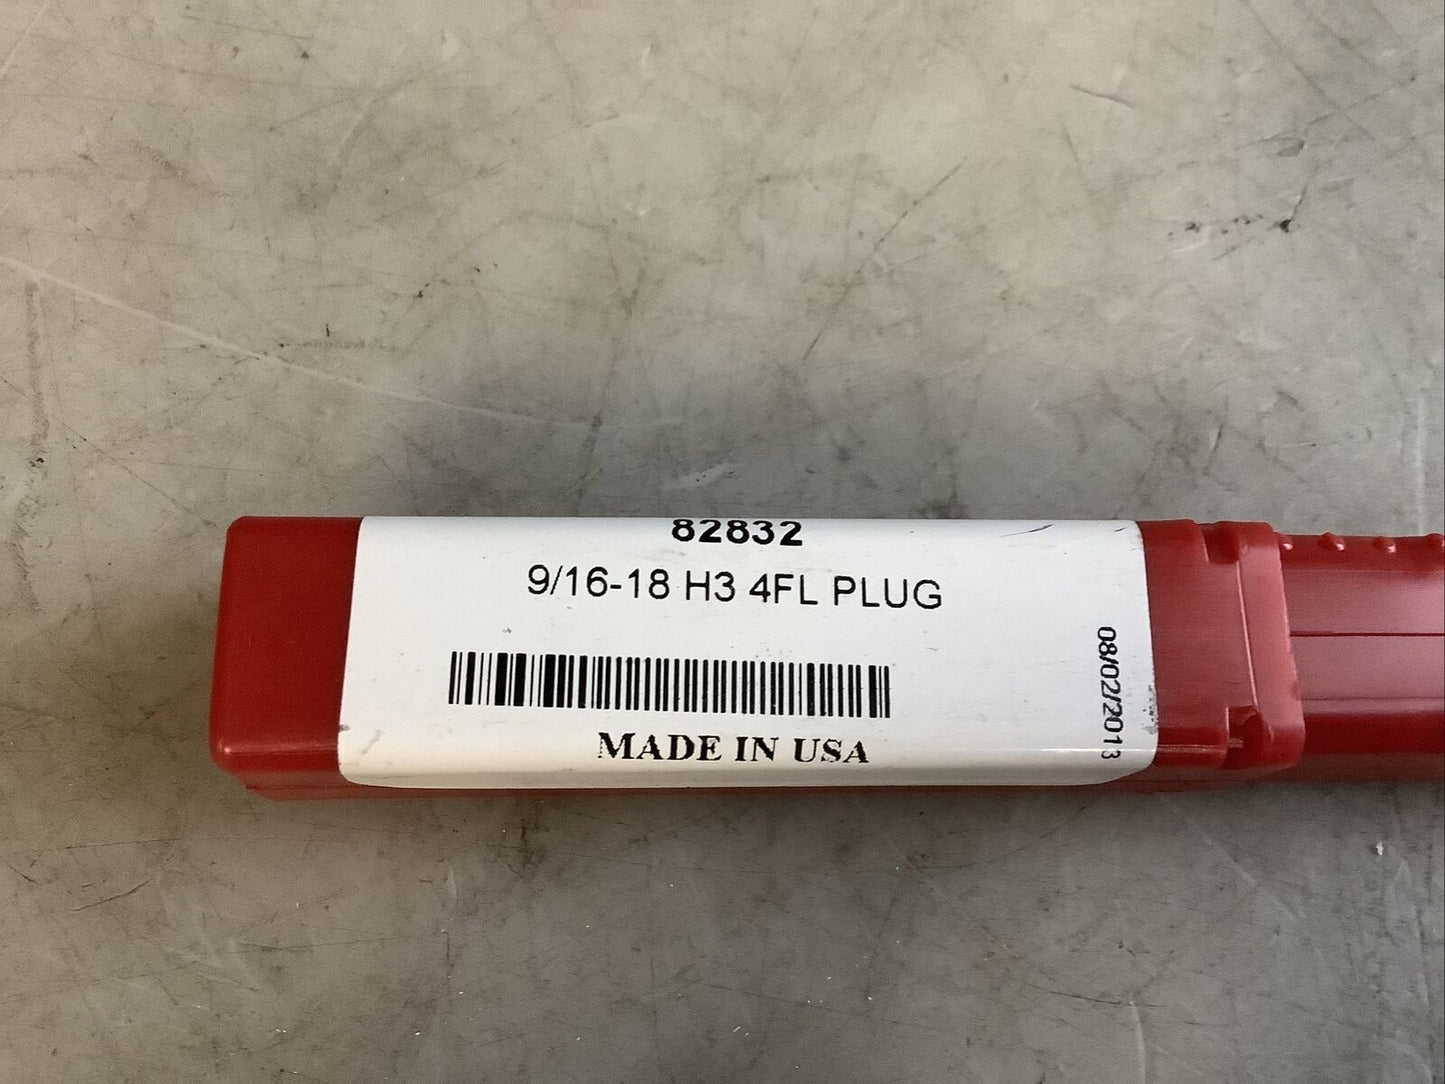 82832
9/16-18 H3 4FL PLUG
MADE IN USA
08/02/2013